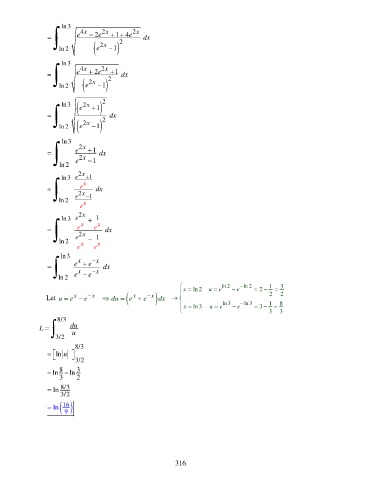 = ∫_{ln 2}^{ln 3} √((e^{4x} − 2e^{2x} + 1 + 4e^{2x}) / (e^{2x} − 1)^2) dx
= ∫_{ln 2}^{ln 3} √((e^{4x} + 2e^{2x} + 1) / (e^{2x} − 1)^2) dx
= ∫_{ln 2}^{ln 3} √((e^{2x} + 1)^2 / (e^{2x} − 1)^2) dx
= ∫_{ln 2}^{ln 3} (e^{2x} + 1) / (e^{2x} − 1) dx
= ∫_{ln 2}^{ln 3} ((e^{2x} + 1) / e^x) / ((e^{2x} − 1) / e^x) dx
= ∫_{ln 2}^{ln 3} (e^{2x}/e^x + 1/e^x) / (e^{2x}/e^x − 1/e^x) dx
= ∫_{ln 2}^{ln 3} (e^x + e^{−x}) / (e^x − e^{−x}) dx
Let u = e^x − e^{−x} ⇒ du = (e^x + e^{−x}) dx → { x = ln 2 u = e^{ln 2} − e^{−ln 2} = 2 − 1/2 = 3/2
x = ln 3 u = e^{ln 3} − e^{−ln 3} = 3 − 1/3 = 8/3
L = ∫_{3/2}^{8/3} du/u
= [ln|u|]_{3/2}^{8/3}
= ln 8/3 − ln 3/2
= ln (8/3)/(3/2)
= ln(16/9)
316